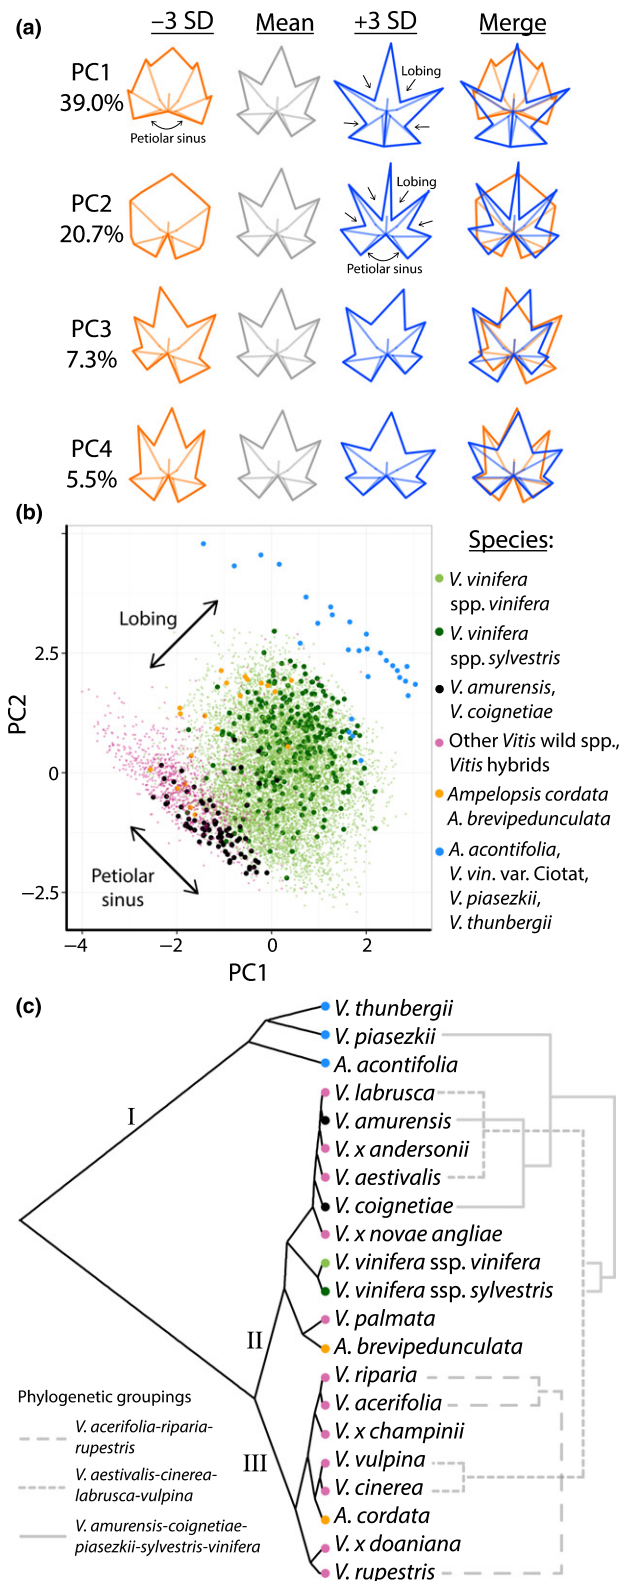 (a)
−3 SD Mean +3 SD Merge
PC1
39.0%
Petiolar sinus
Lobing
PC2
20.7%
Lobing
Petiolar sinus
PC3
7.3%
PC4
5.5%
(b)
Lobing
Petiolar
sinus
PC2
2.5
0
−2.5
−4 −2 0 2
PC1
Species:
V. vinifera
spp. vinifera
V. vinifera
spp. sylvestris
V. amurensis,
V. coignetiae
Other Vitis wild spp.,
Vitis hybrids
Ampelopsis cordata
A. brevipedunculata
A. acontifolia,
V. vin. var. Ciotat,
V. piasezkii,
V. thunbergii
(c)
V. thunbergii
V. piasezkii
A. acontifolia
I
V. labrusca
V. amurensis
V. x andersonii
V. aestivalis
V. coignetiae
V. x novae angliae
V. vinifera ssp. vinifera
V. vinifera ssp. sylvestris
V. palmata
II
A. brevipedunculata
V. riparia
V. acerifolia
V. x champinii
III
V. vulpina
V. cinerea
A. cordata
V. x doaniana
V. rupestris
Phylogenetic groupings
V. acerifolia-riparia-
rupestris
V. aestivalis-cinerea-
labrusca-vulpina
V. amurensis-coignetiae-
piasezkii-sylvestris-vinifera